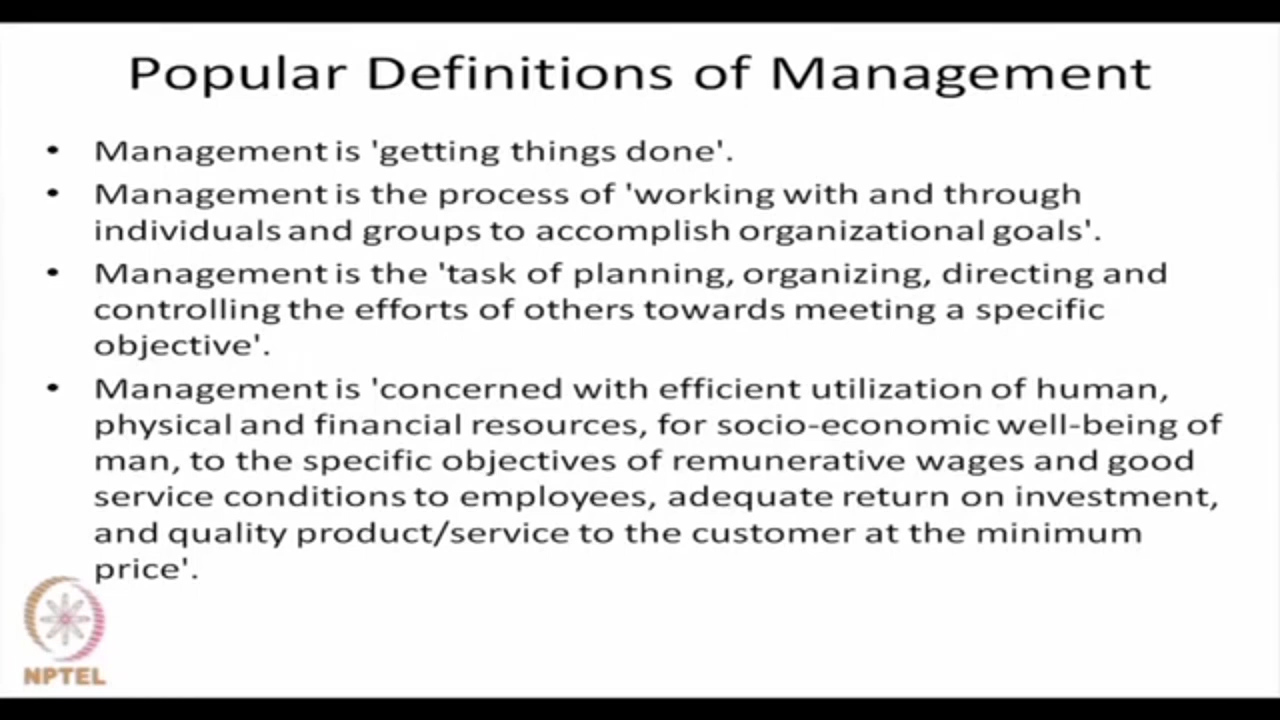 Popular Definitions of Management
• Management is 'getting things done'.
• Management is the process of 'working with and through
individuals and groups to accomplish organizational goals'.
• Management is the 'task of planning, organizing, directing and
controlling the efforts of others towards meeting a specific
objective'.
• Management is 'concerned with efficient utilization of human,
physical and financial resources, for socio-economic well-being of
man, to the specific objectives of remunerative wages and good
service conditions to employees, adequate return on investment,
and quality product/service to the customer at the minimum
price'.
NPTEL